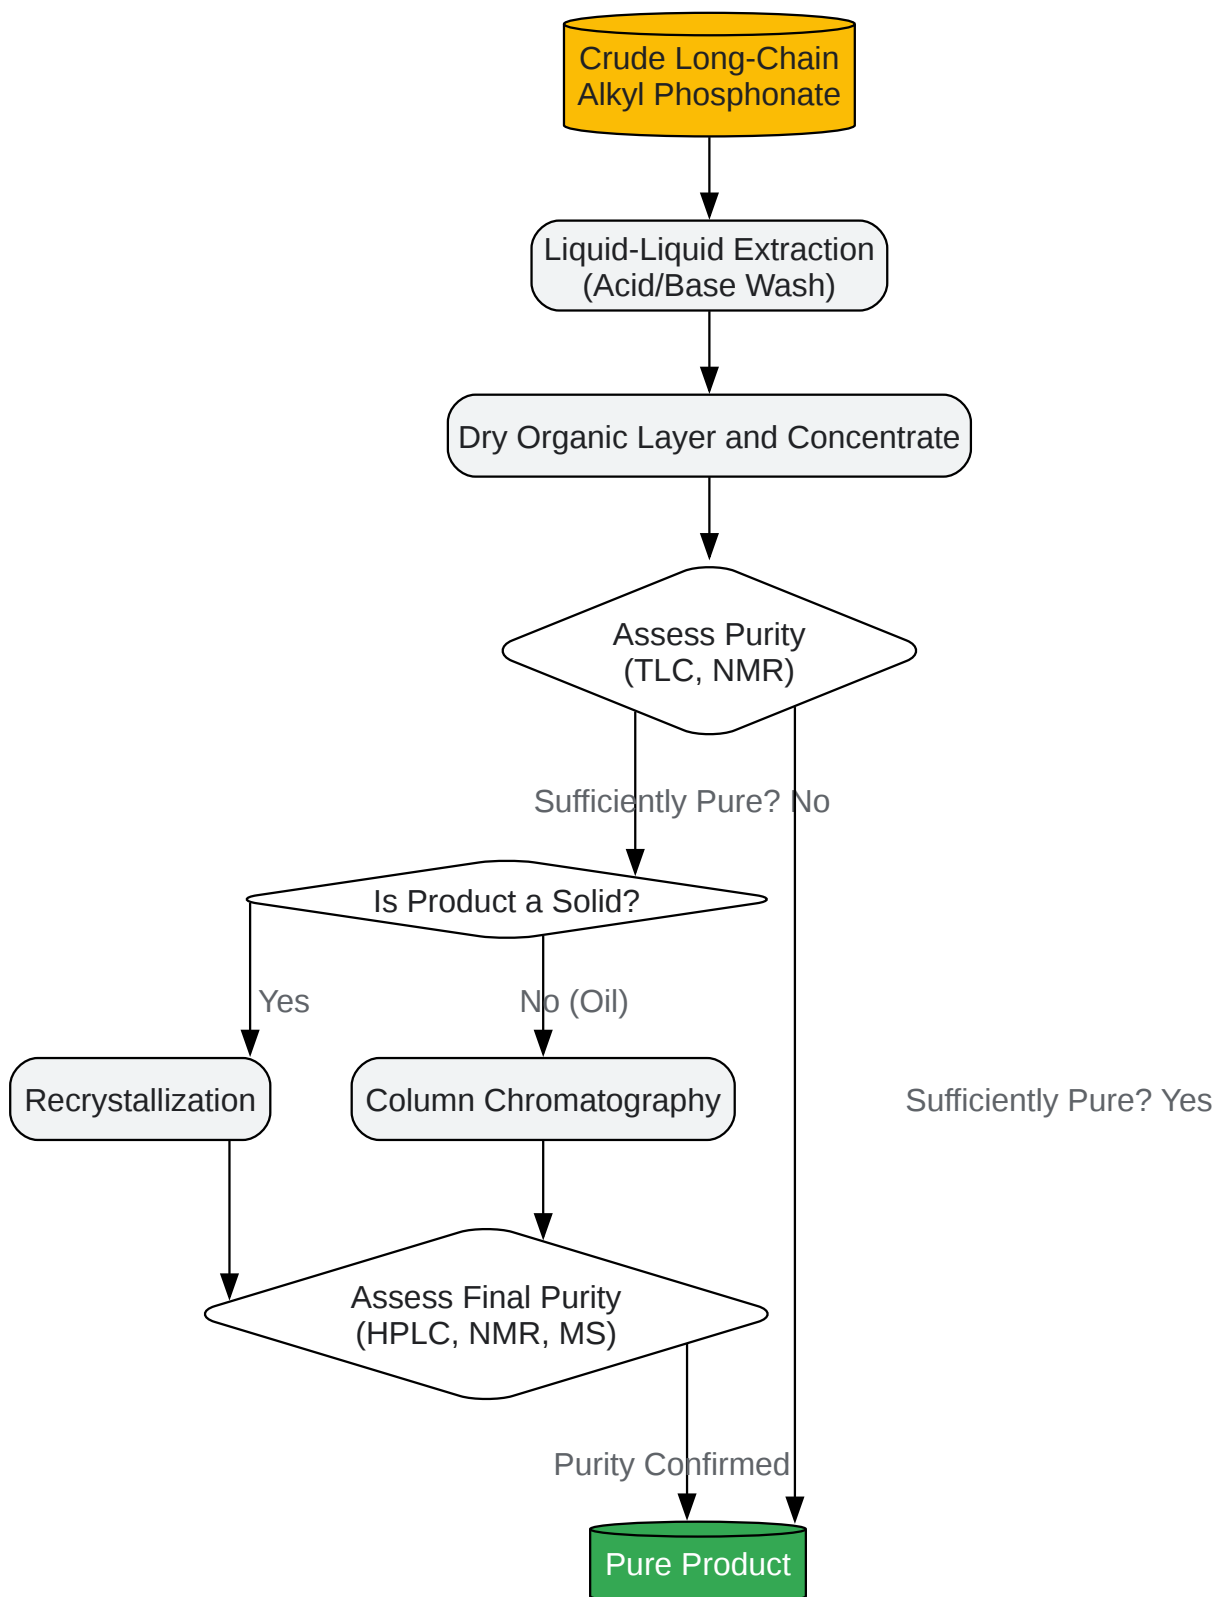 Crude Long-Chain
Alkyl Phosphonate
Liquid-Liquid Extraction
(Acid/Base Wash)
Dry Organic Layer and Concentrate
Assess Purity
(TLC, NMR)
Sufficiently Pure? No
Is Product a Solid?
Yes
No (Oil)
Recrystallization
Column Chromatography
Sufficiently Pure? Yes
Assess Final Purity
(HPLC, NMR, MS)
Purity Confirmed
Pure Product